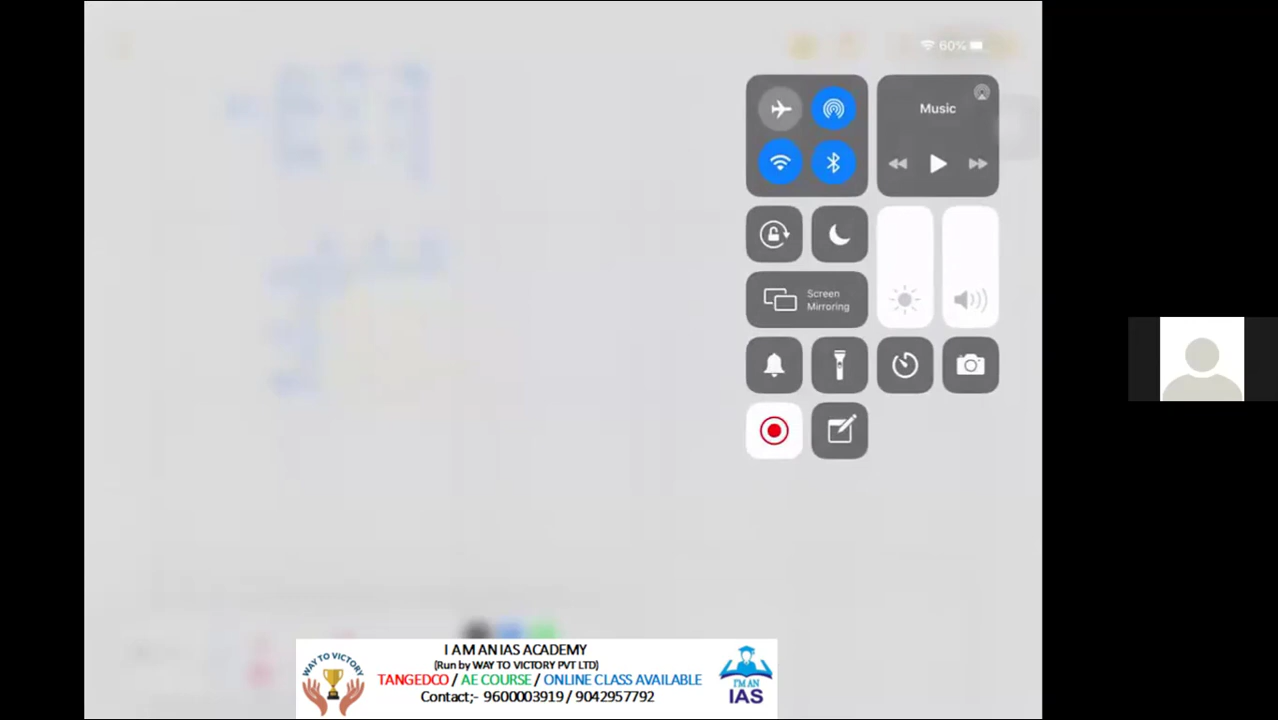 60%
Music
Screen
Mirroring
I AM AN IAS ACADEMY
(Run by WAY TO VICTORY PVT LTD)
TANGEDCO / AE COURSE / ONLINE CLASS AVAILABLE
Contact;- 9600003919 / 9042957792
WAY TO VICTORY
I'M AN
IAS